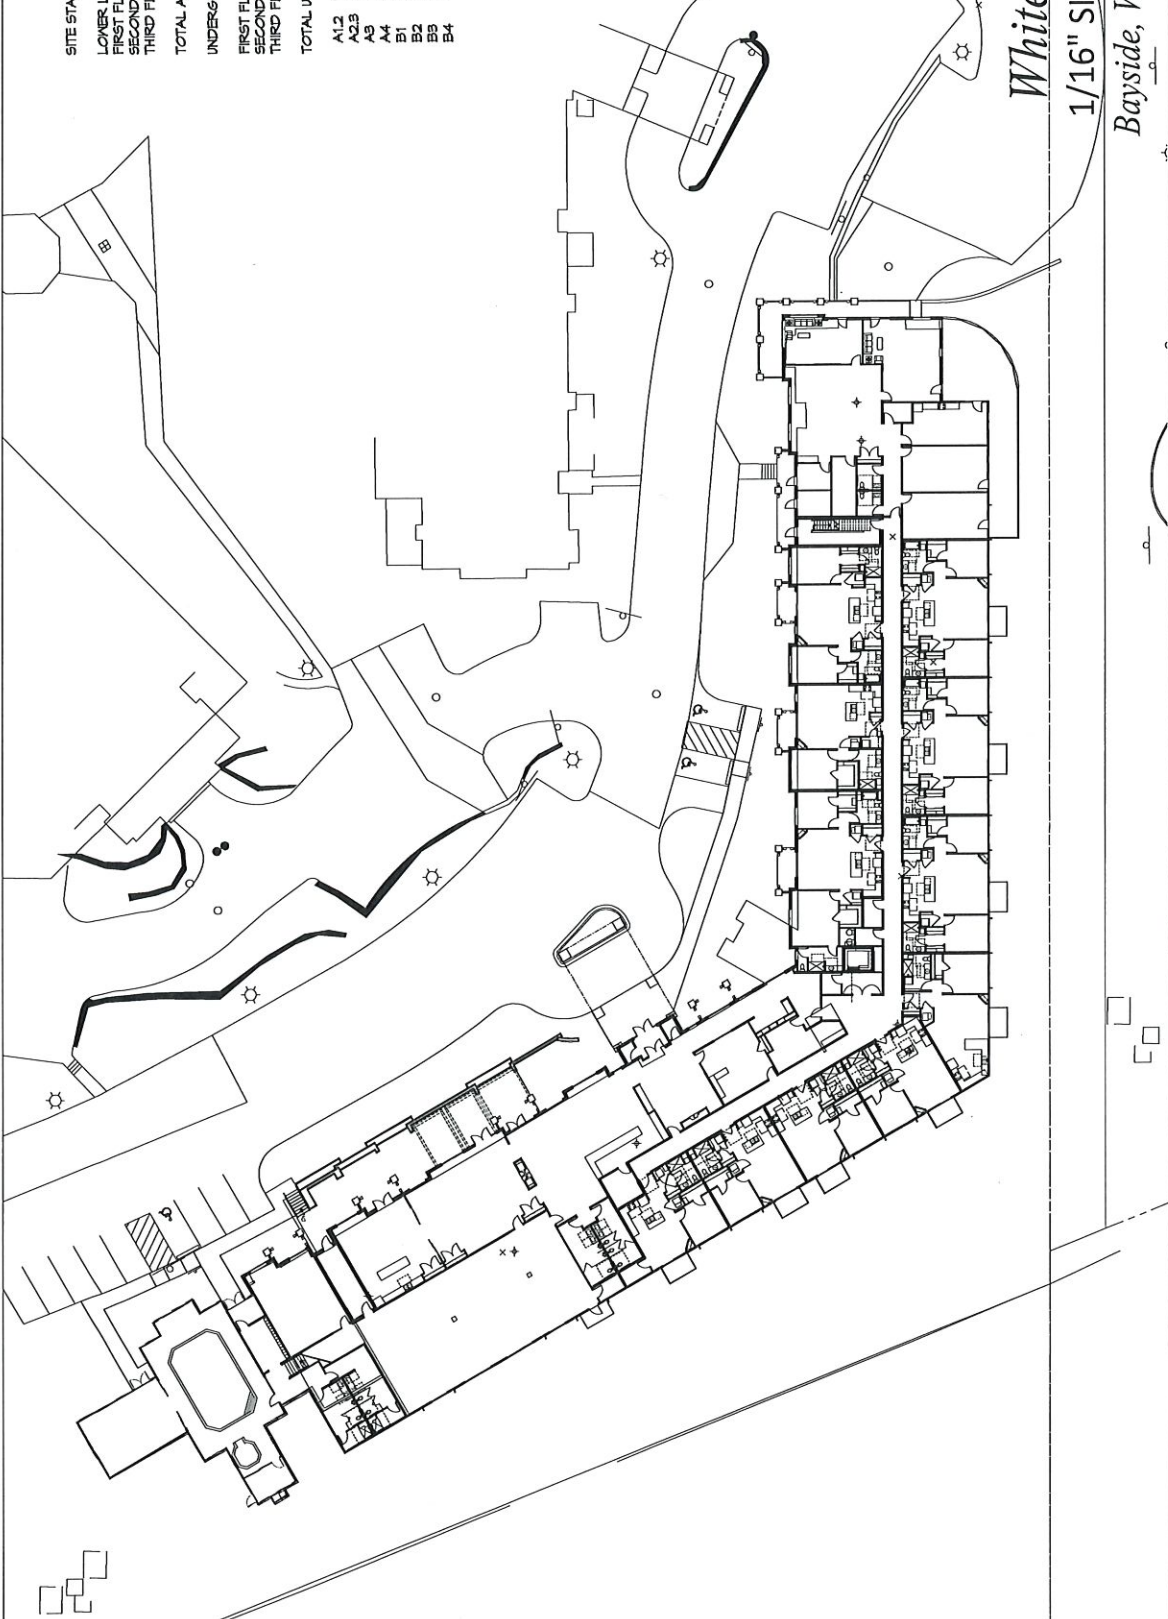 SITE STA
LOWER L
FIRST FL
SECOND
THIRD F
TOTAL A
UNDERG
FIRST FL
SECOND
THIRD F
TOTAL U
A1.2
A2.3
A3
A4
B1
B2
B3
B4
White
1/16" SI
Bayside, W